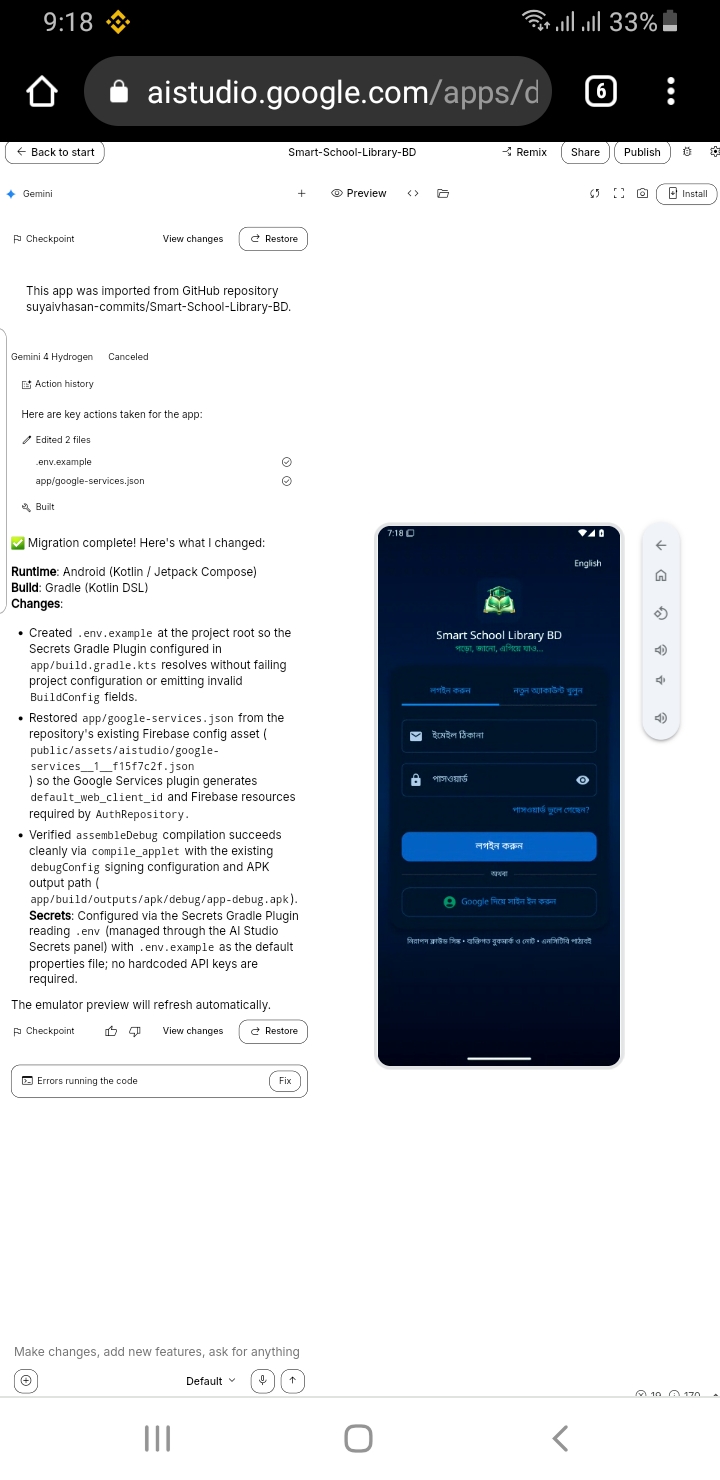 9:18
33%
aistudio.google.com/apps/d
6
Back to start
Smart-School-Library-BD
Remix
Share
Publish
Gemini
Preview
Install
Checkpoint
View changes
Restore
This app was imported from GitHub repository
suyaivhasan-commits/Smart-School-Library-BD.
Gemini 4 Hydrogen
Canceled
Action history
Here are key actions taken for the app:
Edited 2 files
.env.example
app/google-services.json
Built
✅ Migration complete! Here's what I changed:
Runtime: Android (Kotlin / Jetpack Compose)
Build: Gradle (Kotlin DSL)
Changes:
• Created .env.example at the project root so the
Secrets Gradle Plugin configured in
app/build.gradle.kts resolves without failing
project configuration or emitting invalid
BuildConfig fields.
• Restored app/google-services.json from the
repository's existing Firebase config asset (
public/assets/aistudio/google-
services__1__f15f7c2f.json
) so the Google Services plugin generates
default_web_client_id and Firebase resources
required by AuthRepository.
• Verified assembleDebug compilation succeeds
cleanly via compile_applet with the existing
debugConfig signing configuration and APK
output path (
app/build/outputs/apk/debug/app-debug.apk).
Secrets: Configured via the Secrets Gradle Plugin
reading .env (managed through the AI Studio
Secrets panel) with .env.example as the default
properties file; no hardcoded API keys are
required.
The emulator preview will refresh automatically.
Checkpoint
View changes
Restore
Errors running the code
Fix
7:18
English
Smart School Library BD
পড়ো, জানো, এগিয়ে যাও...
লগইন করুন
নতুন অ্যাকাউন্ট খুলুন
ইমেইল ঠিকানা
পাসওয়ার্ড
পাসওয়ার্ড ভুলে গেছেন?
লগইন করুন
অথবা
Google দিয়ে সাইন ইন করুন
নিরাপদ ক্লাউড সিঙ্ক • ব্যক্তিগত বুকমার্ক ও নোট • এনসিটিবি পাঠ্যবই
Make changes, add new features, ask for anything
Default
19
170